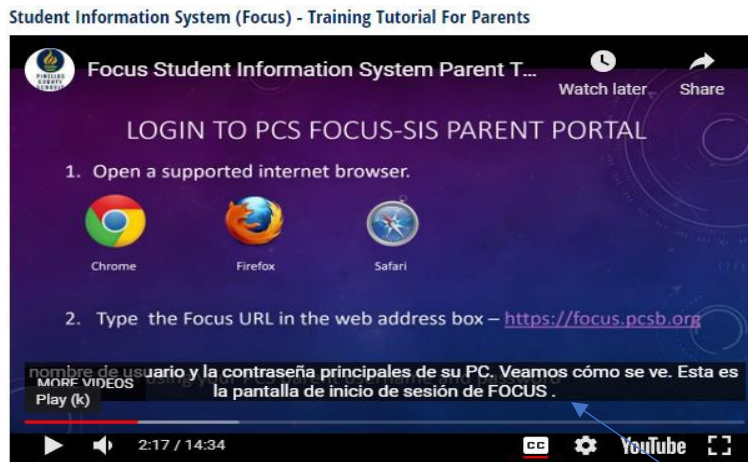 Student Information System (Focus) - Training Tutorial For Parents
PINELLAS
COUNTY
SCHOOLS
Focus Student Information System Parent T...
Watch later
Share
LOGIN TO PCS FOCUS-SIS PARENT PORTAL
1. Open a supported internet browser.
Chrome
Firefox
Safari
2. Type the Focus URL in the web address box – https://focus.pcsb.org
nombre de usuario y la contraseña principales de su PC. Veamos cómo se ve. Esta es
la pantalla de inicio de sesión de FOCUS .
MORE VIDEOS
Play (k)
2:17 / 14:34
CC
YouTube